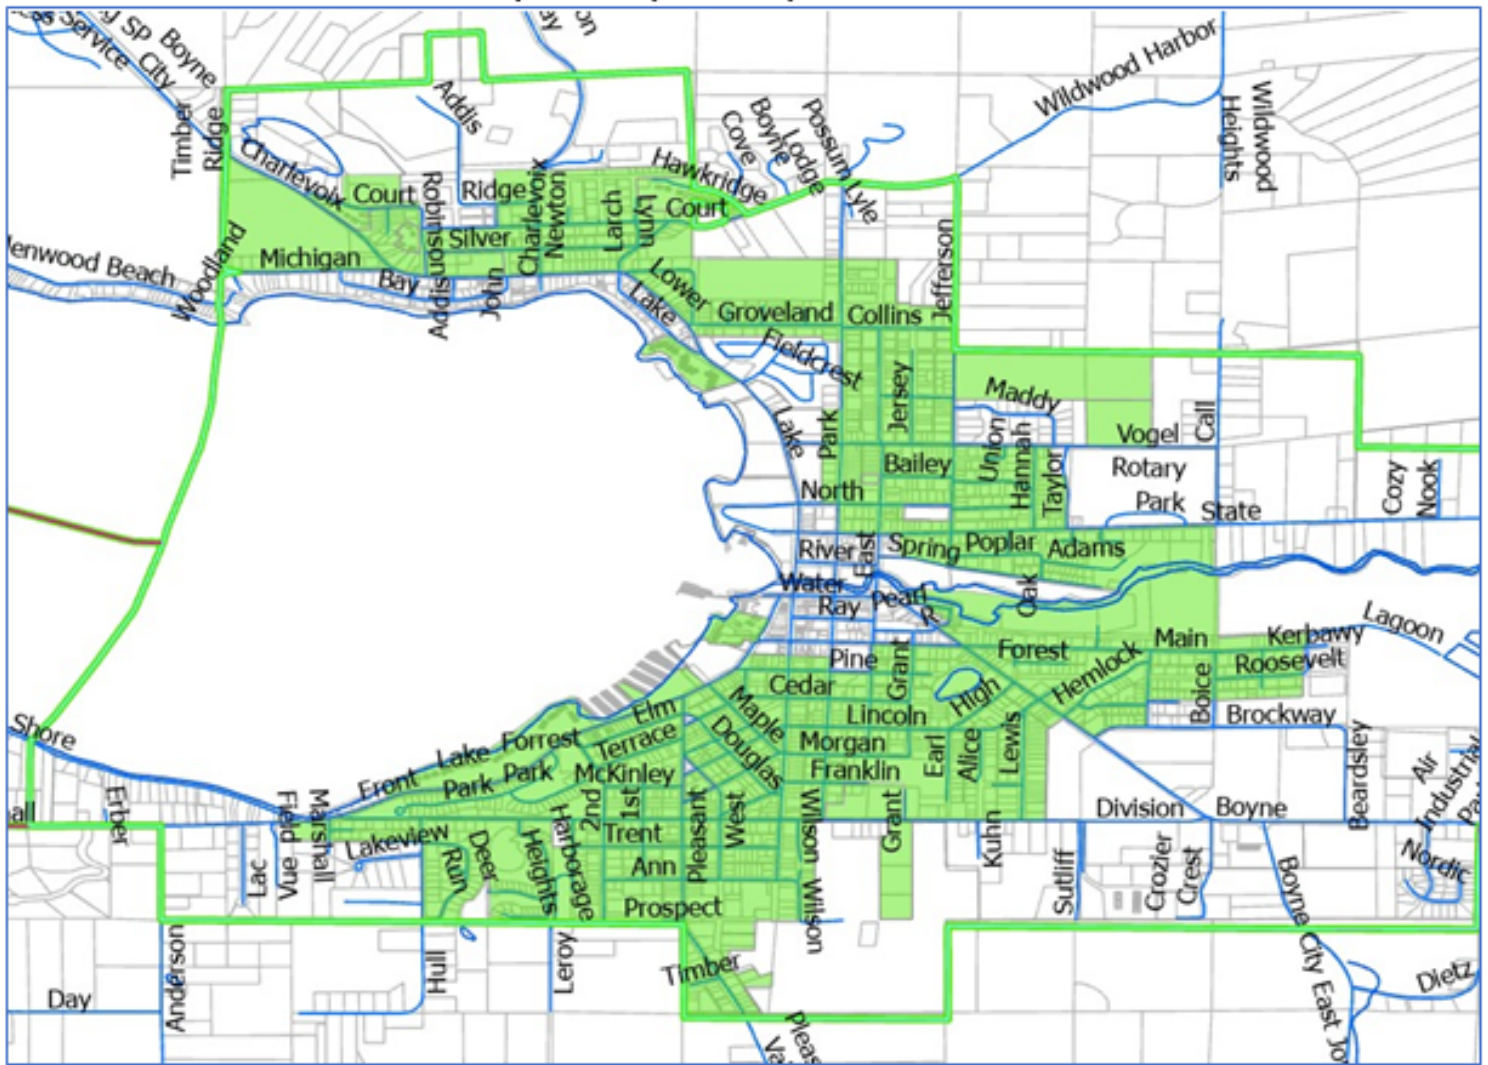 Boyne
City
Service
Timber
Ridge
Charlevoix
Addis
Court
Robinson
Ridge
Charlevoix
Newton
Larch
Lynn
Hawkridge
Court
Cove
Boyne
Lodge
Possum
Lyle
Wildwood Harbor
Wildwood
Heights
Jefferson
Silver
Michigan
Woodland
Bay
Addis
John
Lower
Lake
Groveland
Collins
Fieldcrest
Jersey
Maddy
Lake
Park
Union
Hannah
Taylor
Vogel
Call
Bailey
Rotary
Park
State
Cozy
Nook
North
River
East
Spring
Poplar
Adams
Water
Ray
Pearl
Oak
Forest
Main
Kerbawy
Lagoon
Pine
Grant
Hemlock
Roosevelt
Boice
Cedar
High
Lincoln
Brockway
Elm
Maple
Morgan
Earl
Alice
Lewis
Shore
Front
Lake
Forrest
Terrace
Douglas
Park
Park
McKinley
Franklin
Beardsley
Air
Industrial
Erber
Field
Vue
Marshall
Harborage
2nd
1st
Pleasant
West
Wilson
Grant
Kuhn
Division
Boyne
Lakeview
Trent
Lac
Run
Deer
Heights
Ann
Wilson
Sutliff
Crozier
Crest
Nordic
Prospect
Boyne City East Jo
Anderson
Hull
Leroy
Timber
Day
Dietz
Pleas
Va